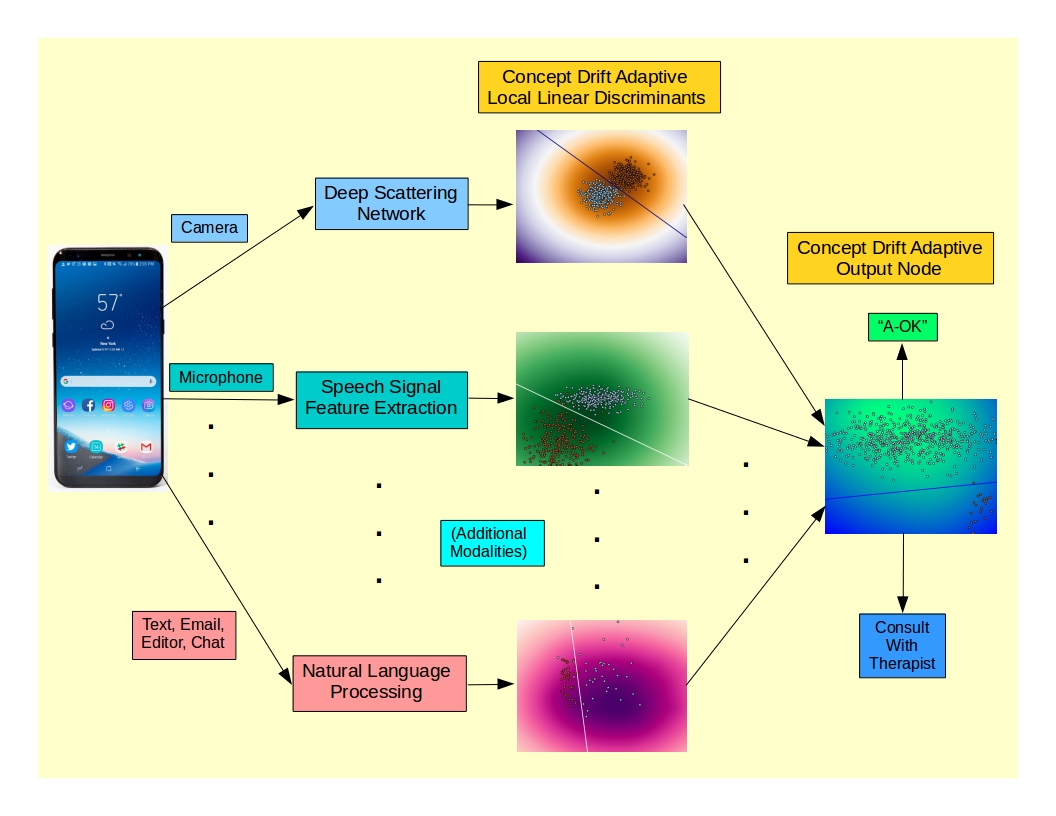 Concept Drift Adaptive
Local Linear Discriminants
Deep Scattering
Network
Camera
Concept Drift Adaptive
Output Node
57°
New York
“A-OK”
Microphone
Speech Signal
Feature Extraction
(Additional
Modalities)
Text, Email,
Editor, Chat
Natural Language
Processing
Consult
With
Therapist